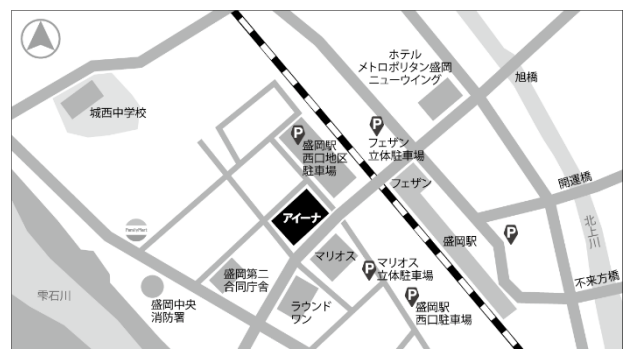 ホテル
メトロポリタン盛岡
ニューウイング
旭橋
城西中学校
P
盛岡駅
西口地区
駐車場
P
フェザン
立体駐車場
フェザン
開運橋
アイーナ
北上川
FamilyMart
盛岡駅
P
マリオス
P
マリオス
立体駐車場
不来方橋
盛岡第二
合同庁舎
雫石川
盛岡中央
消防署
ラウンド
ワン
P
盛岡駅
西口駐車場